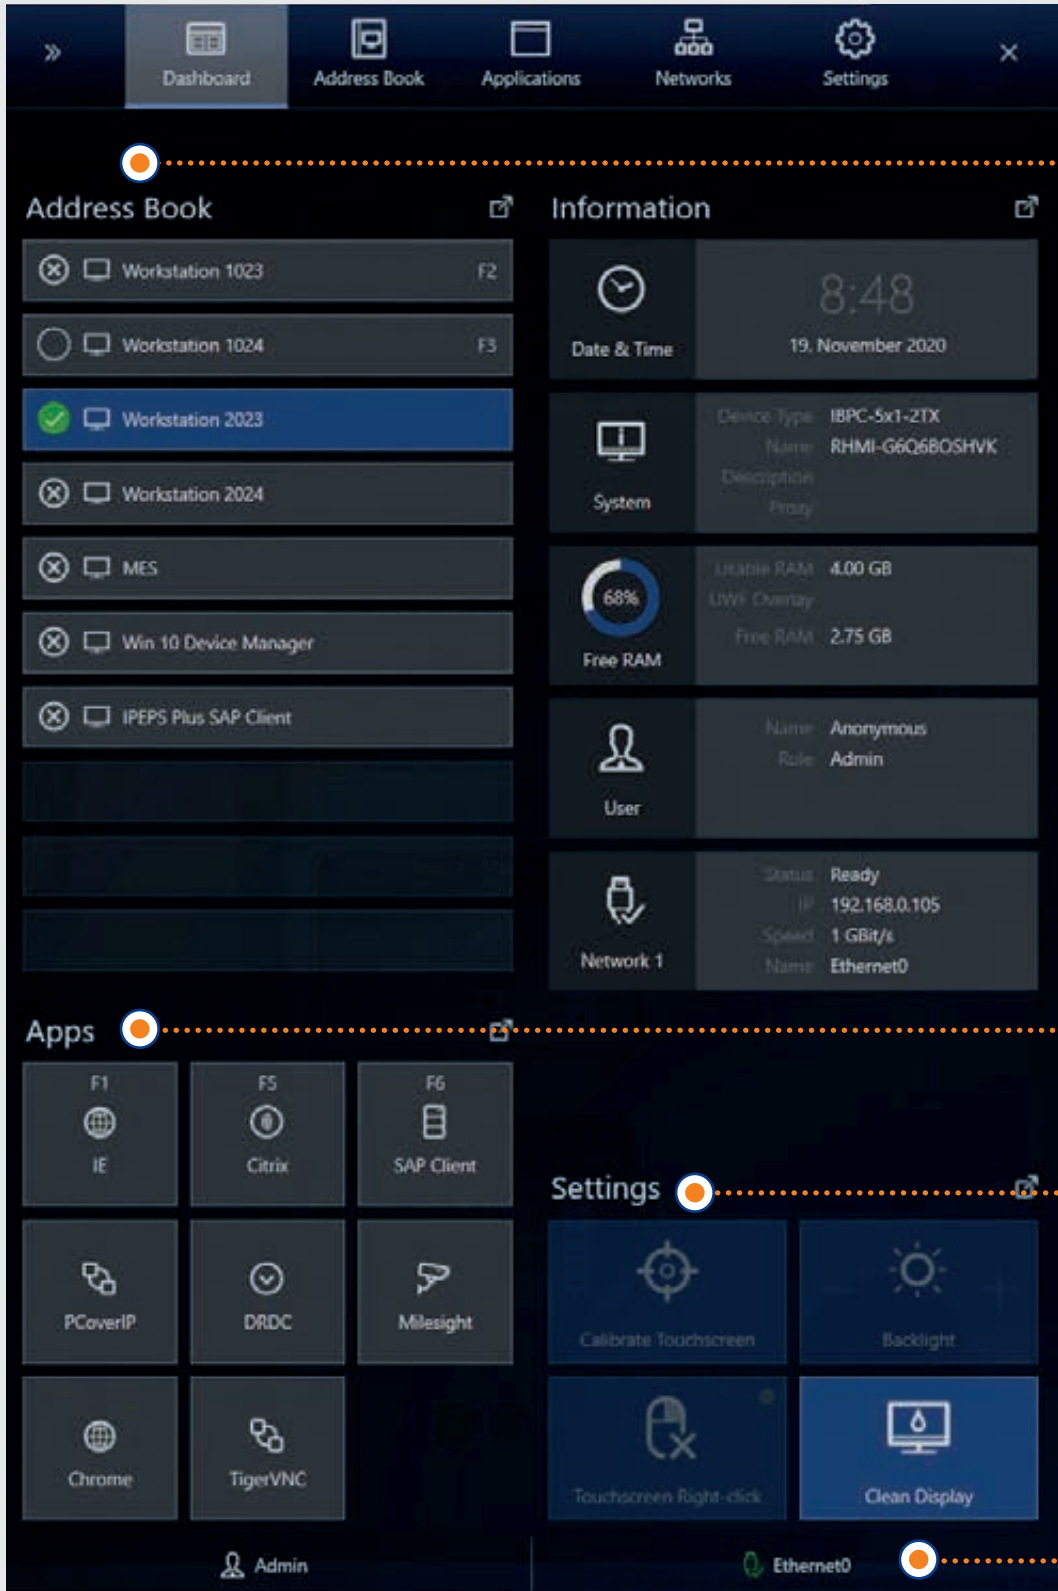 Dashboard
Address Book
Applications
Networks
Settings
Address Book
Workstation 1023 F2
Workstation 1024 F3
Workstation 2023
Workstation 2024
MES
Win 10 Device Manager
IPEPS Plus SAP Client
Information
Date & Time
8:48
19. November 2020
System
Device Type IBPC-5x1-2TX
Name RHMI-G6Q6BOSHVK
Description
Proxy
68%
Free RAM
Usable RAM 4.00 GB
UWF Overlay
Free RAM 2.75 GB
User
Name Anonymous
Role Admin
Network 1
Status Ready
IP 192.168.0.105
Speed 1 GBit/s
Name Ethernet0
Apps
F1
IE
F5
Citrix
F6
SAP Client
PCoverIP
DRDC
Milesight
Chrome
TigerVNC
Settings
Calibrate Touchscreen
Backlight
Touchscreen Right-click
Clean Display
Admin
Ethernet0